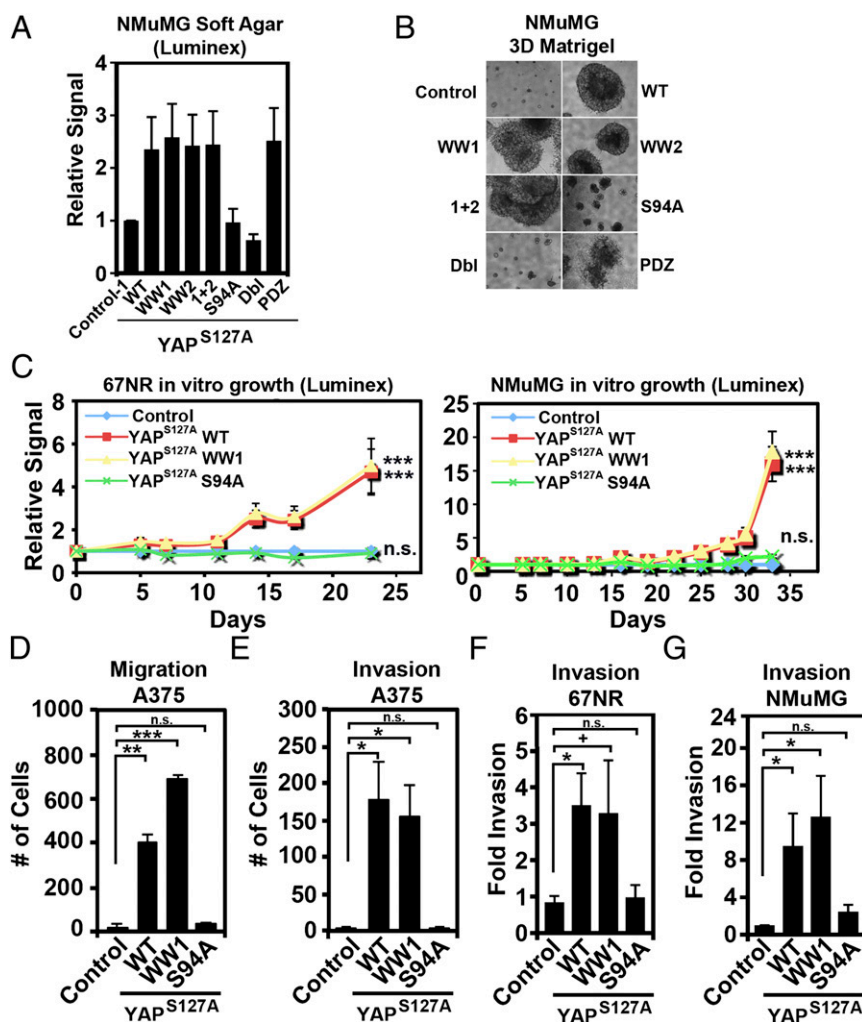 A
NMuMG Soft Agar
(Luminex)
Relative Signal
4
3
2
1
0
Control-1
WT
WW1
WW2
1+2
S94A
Dbl
PDZ
YAP S127A
B
NMuMG
3D Matrigel
Control
WT
WW1
WW2
1+2
S94A
Dbl
PDZ
C
67NR in vitro growth (Luminex)
Relative Signal
8
6
4
2
0
Control
YAP S127A WT
YAP S127A WW1
YAP S127A S94A
***
***
n.s.
0 5 10 15 20 25
Days
NMuMG in vitro growth (Luminex)
25
20
15
10
5
0
Control
YAP S127A WT
YAP S127A WW1
YAP S127A S94A
***
***
n.s.
0 5 10 15 20 25 30 35
Days
D
Migration
A375
# of Cells
1000
800
600
400
200
0
n.s.
***
**
Control
WT
WW1
S94A
YAP S127A
E
Invasion
A375
# of Cells
300
250
200
150
100
50
0
n.s.
*
*
Control
WT
WW1
S94A
YAP S127A
F
Invasion
67NR
Fold Invasion
6
5
4
3
2
1
0
n.s.
+
*
Control
WT
WW1
S94A
YAP S127A
G
Invasion
NMuMG
Fold Invasion
24
20
16
12
8
4
0
n.s.
*
*
Control
WT
WW1
S94A
YAP S127A